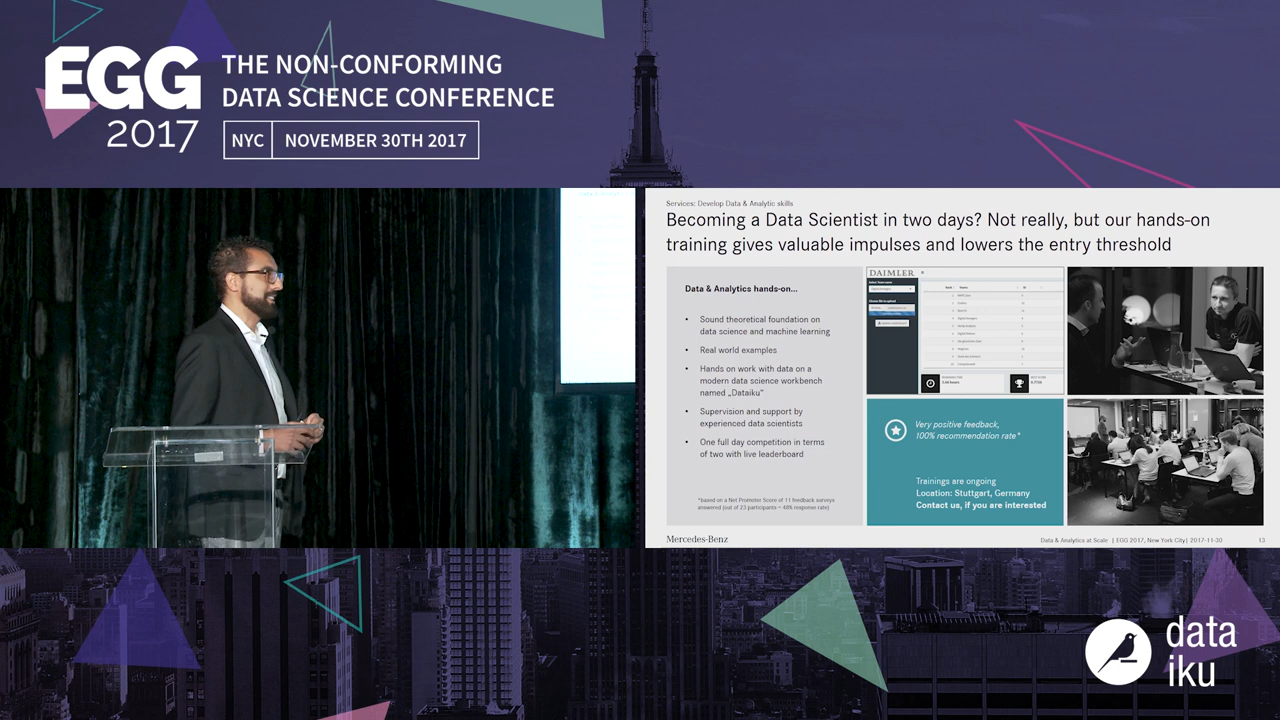 EGG
2017
THE NON-CONFORMING
DATA SCIENCE CONFERENCE
NYC
NOVEMBER 30TH 2017
Services: Develop Data & Analytic skills
Becoming a Data Scientist in two days? Not really, but our hands-on
training gives valuable impulses and lowers the entry threshold
Data & Analytics hands-on...
• Sound theoretical foundation on
data science and machine learning
• Real world examples
• Hands on work with data on a
modern data science workbench
named „Dataiku"
• Supervision and support by
experienced data scientists
• One full day competition in terms
of two with live leaderboard
*based on a Net Promoter Score of 11 feedback surveys
answered (out of 23 participants = 48% response rate)
DAIMLER
Very positive feedback,
100% recommendation rate*
Trainings are ongoing
Location: Stuttgart, Germany
Contact us, if you are interested
Mercedes-Benz
Data & Analytics at Scale | EGG 2017, New York City| 2017-11-30
13
data
iku